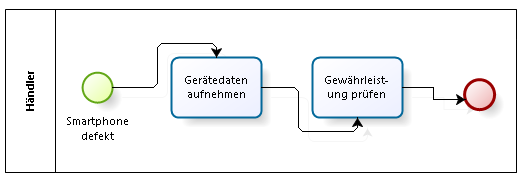 Händler
Smartphone
defekt
Gerätedaten
aufnehmen
Gewährleist-
ung prüfen